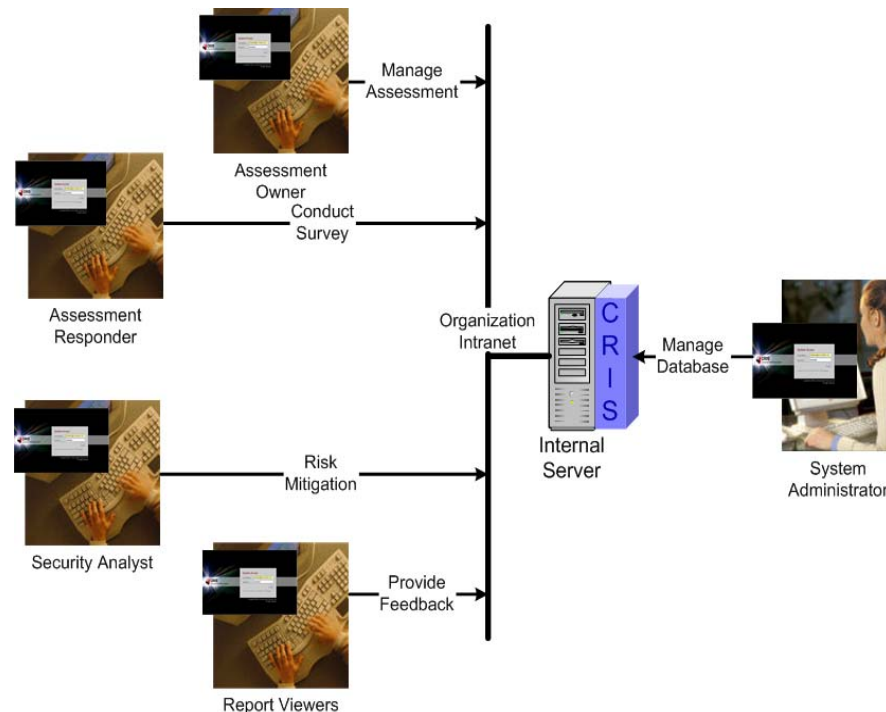 Manage
Assessment
Assessment
Owner
Conduct
Survey
Assessment
Responder
Organization
Intranet
CRIS
Manage
Database
Internal
Server
System
Administrator
Risk
Mitigation
Security Analyst
Provide
Feedback
Report Viewers